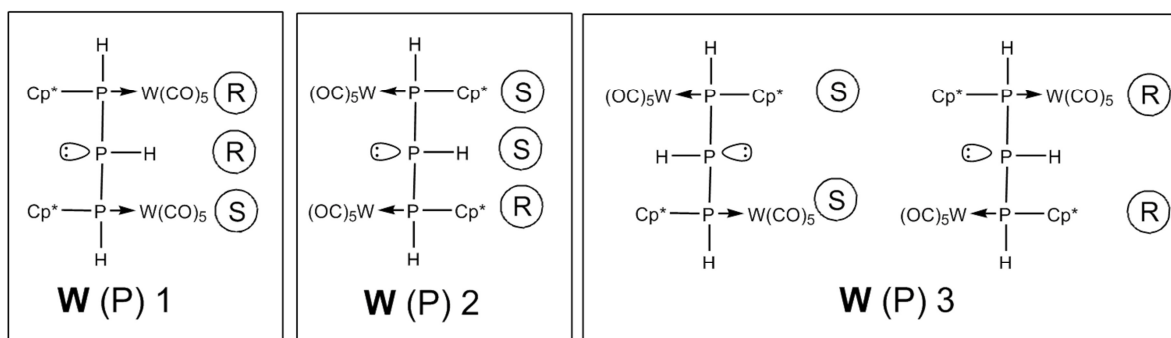 H
Cp* P W(CO)5 R
P H R
Cp* P W(CO)5 S
H
W (P) 1
H
(OC)5W P Cp* S
P H S
(OC)5W P Cp* R
H
W (P) 2
H
(OC)5W P Cp* S
H P
Cp* P W(CO)5 S
H
H
Cp* P W(CO)5 R
P H
(OC)5W P Cp* R
H
W (P) 3